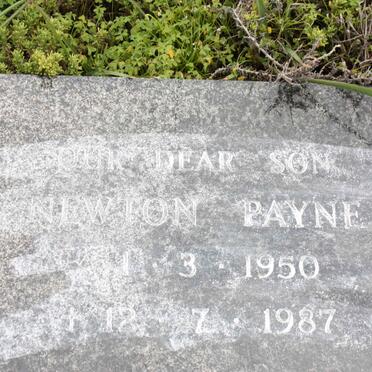 OUR DEAR SON
NEWTON PAYNE
* 1 · 3 · 1950
† 12 · 7 · 1987